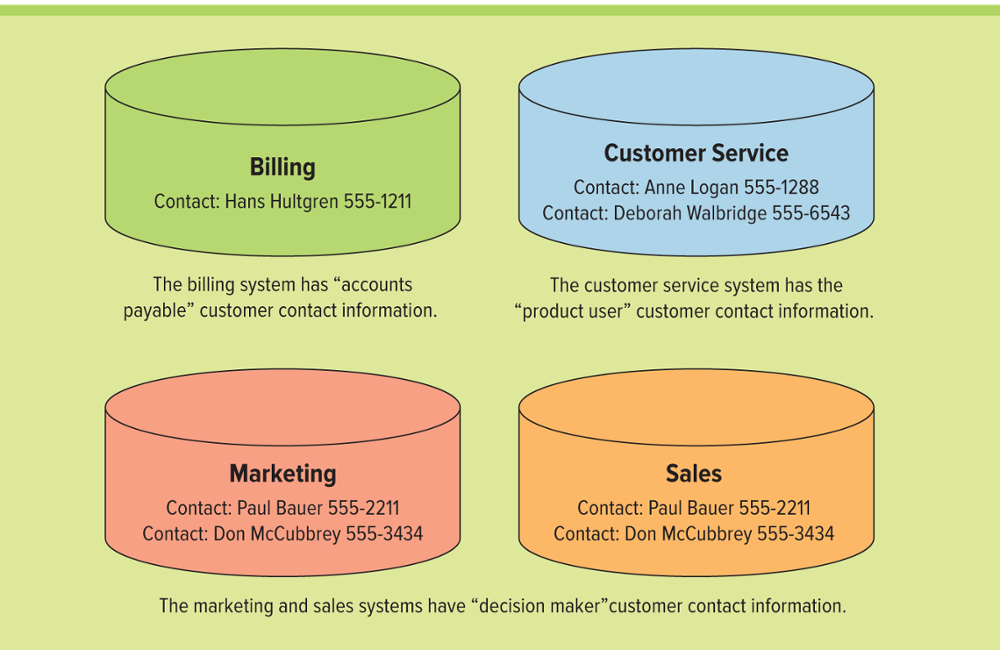 Billing
Contact: Hans Hultgren 555-1211
Customer Service
Contact: Anne Logan 555-1288
Contact: Deborah Walbridge 555-6543
The billing system has “accounts
payable” customer contact information.
The customer service system has the
“product user” customer contact information.
Marketing
Contact: Paul Bauer 555-2211
Contact: Don McCubbrey 555-3434
Sales
Contact: Paul Bauer 555-2211
Contact: Don McCubbrey 555-3434
The marketing and sales systems have “decision maker”customer contact information.